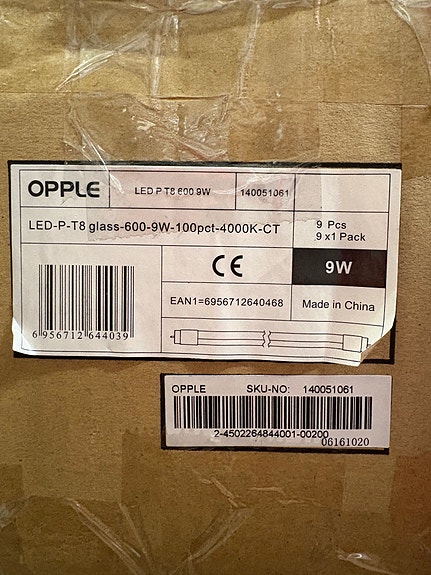 OPPLE
LED P T8 600 9W
140051061
LED-P-T8 glass-600-9W-100pct-4000K-CT
9 Pcs
9 x1 Pack
CE
9W
EAN1=6956712640468
Made in China
6 956712 644039
OPPLE SKU-NO: 140051061
2-4502264844001-00200
06161020